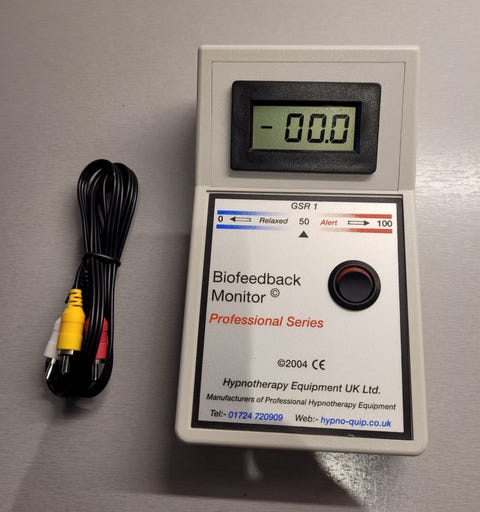 - 00.0
GSR 1
0 Relaxed 50 Alert 100
Biofeedback
Monitor ©
Professional Series
©2004 CE
Hypnotherapy Equipment UK Ltd.
Manufacturers of Professional Hypnotherapy Equipment
Tel:- 01724 720909 Web:- hypno-quip.co.uk